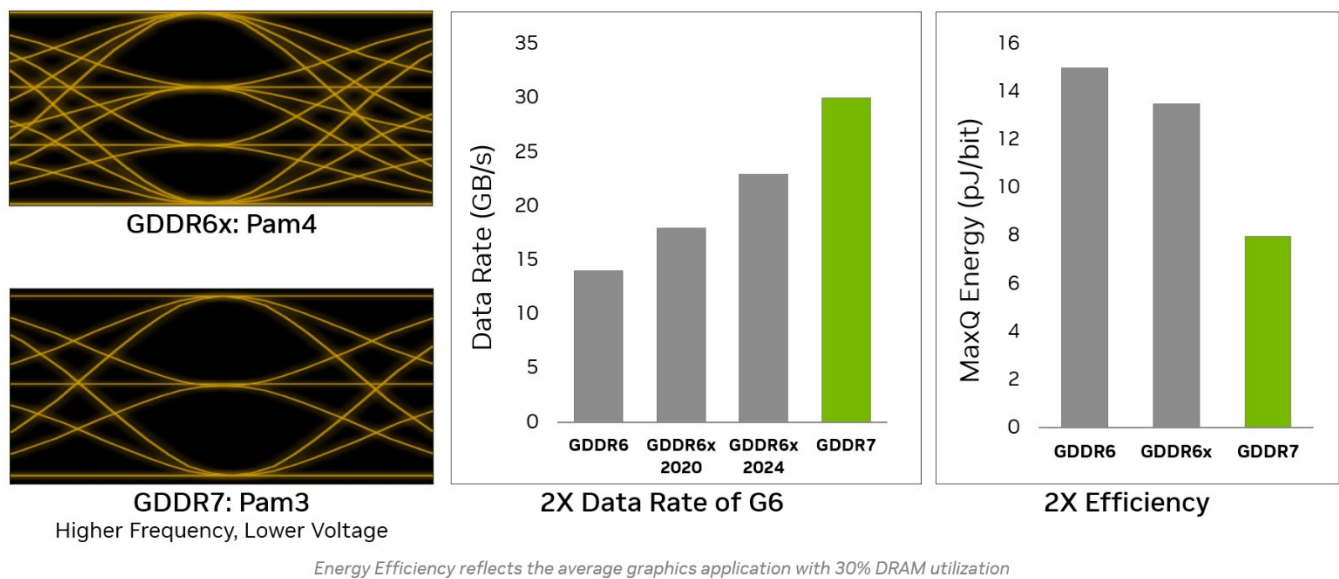 GDDR6x: Pam4
GDDR7: Pam3
Higher Frequency, Lower Voltage
Data Rate (GB/s)
35
30
25
20
15
10
5
0
GDDR6
GDDR6x
2020
GDDR6x
2024
GDDR7
2X Data Rate of G6
MaxQ Energy (pJ/bit)
16
14
12
10
8
6
4
2
0
GDDR6
GDDR6x
GDDR7
2X Efficiency
Energy Efficiency reflects the average graphics application with 30% DRAM utilization